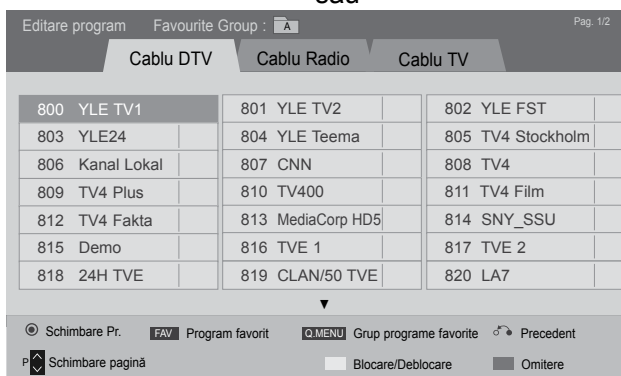 sau
Editare program Favourite Group : A Pag. 1/2
Cablu DTV Cablu Radio Cablu TV
800 YLE TV1 801 YLE TV2 802 YLE FST
803 YLE24 804 YLE Teema 805 TV4 Stockholm
806 Kanal Lokal 807 CNN 808 TV4
809 TV4 Plus 810 TV400 811 TV4 Film
812 TV4 Fakta 813 MediaCorp HD5 814 SNY_SSU
815 Demo 816 TVE 1 817 TVE 2
818 24H TVE 819 CLAN/50 TVE 820 LA7
Schimbare Pr. FAV Program favorit Q.MENU Grup programe favorite Precedent
P Schimbare pagină Blocare/Deblocare Omitere